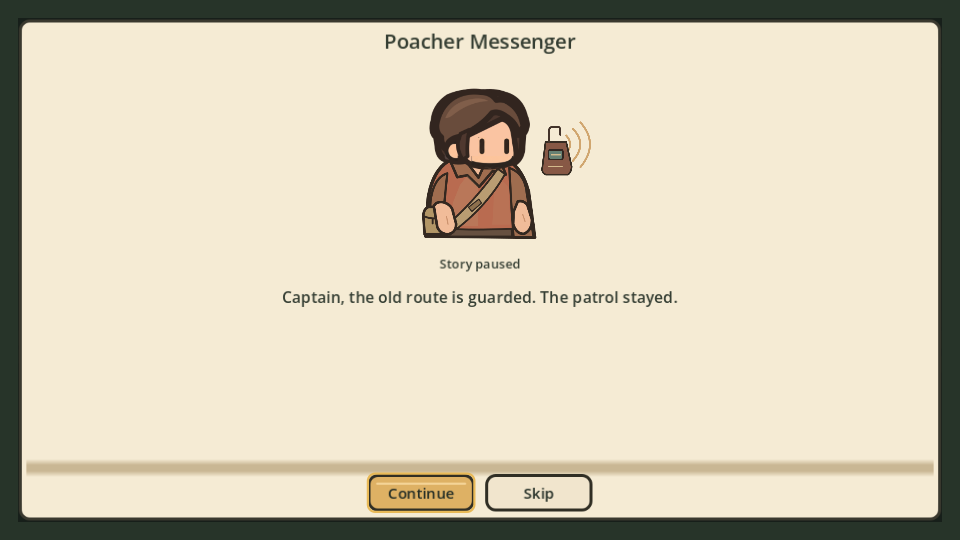 Poacher Messenger
Story paused
Captain, the old route is guarded. The patrol stayed.
Continue
Skip